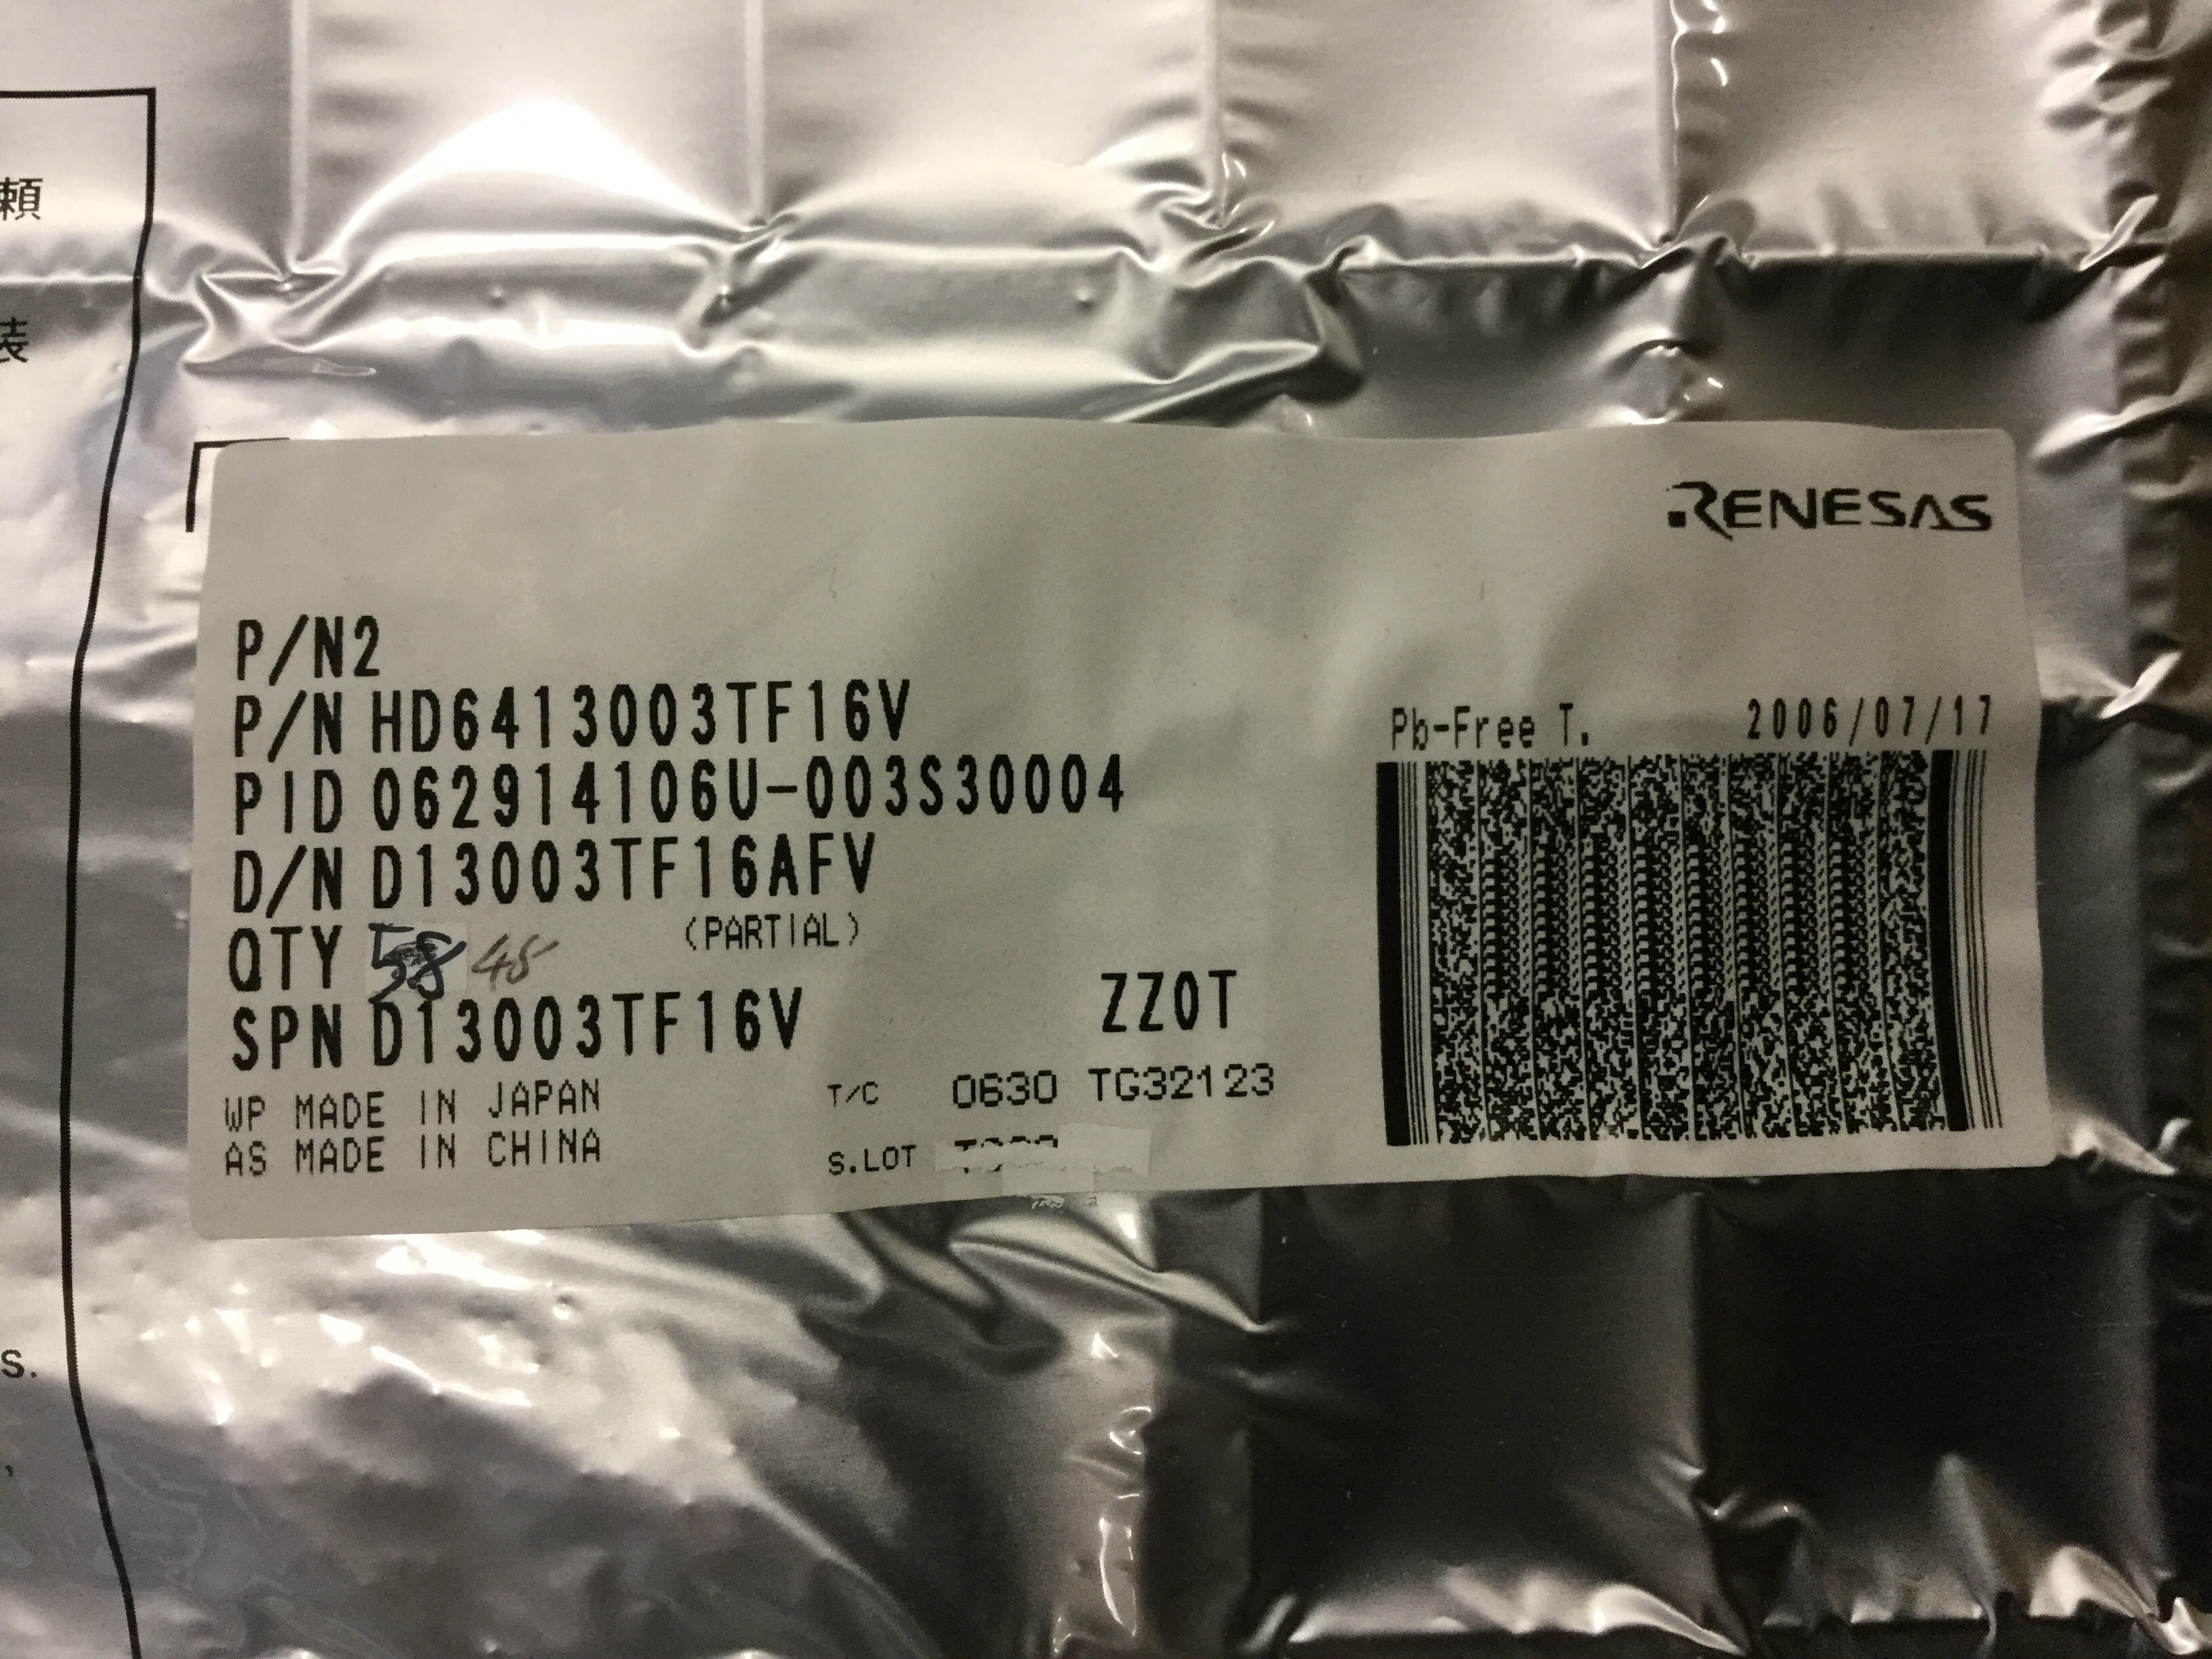 頼
装
RENESAS
P/N2
P/N HD6413003TF16V
Pb-Free T. 2006/07/17
PID 062914106U-003S30004
D/N D13003TF16AFV
QTY 58 45 (PARTIAL)
SPN D13003TF16V ZZ0T
WP MADE IN JAPAN T/C 0630 TG32123
AS MADE IN CHINA S.LOT
s.
,